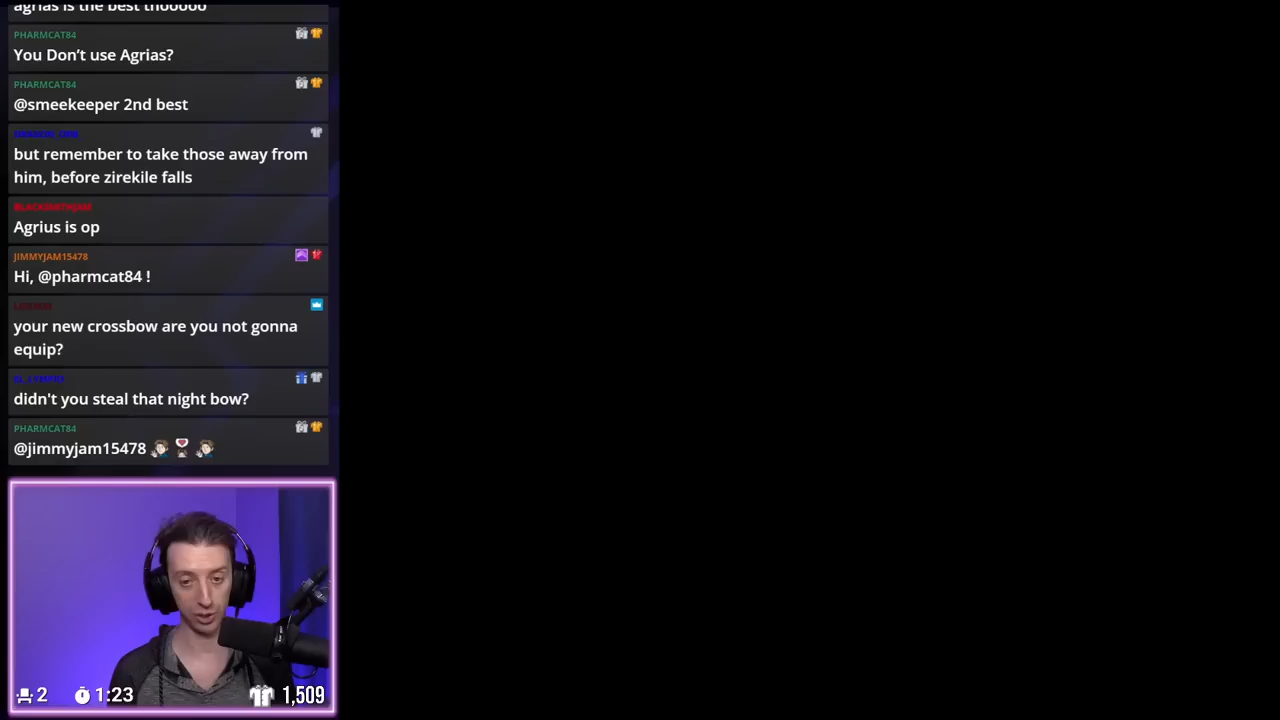 agrias is the best thooooo
PHARMCAT84
You Don’t use Agrias?
PHARMCAT84
@smeekeeper 2nd best
but remember to take those away from
him, before zirekile falls
BLACKSMITHJIM
Agrius is op
JIMMYJAM15478
Hi, @pharmcat84 !
your new crossbow are you not gonna
equip?
didn't you steal that night bow?
PHARMCAT84
@jimmyjam15478
2 1:23 1,509